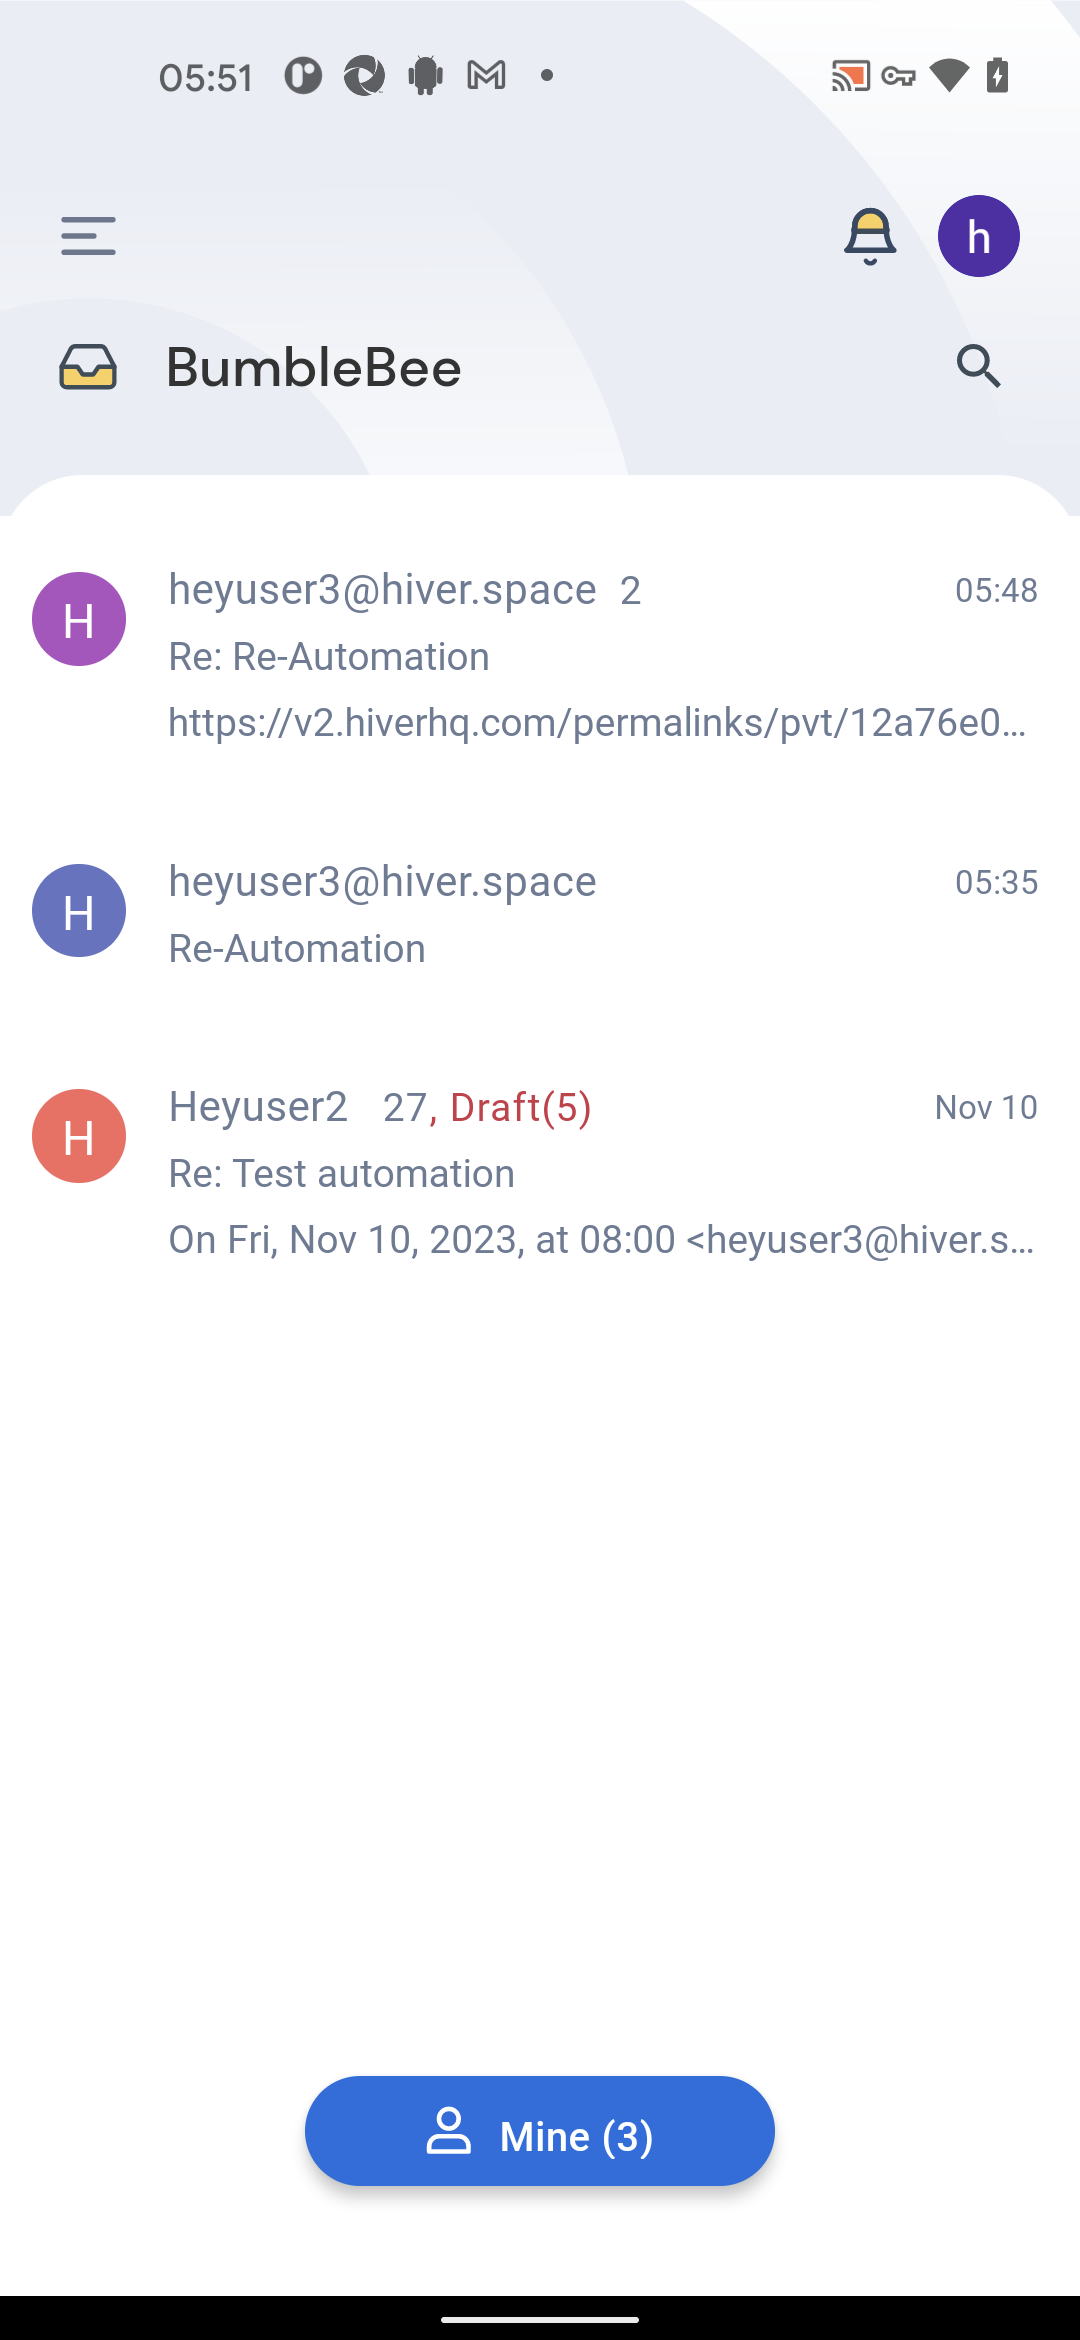 05:51
h
BumbleBee
H
heyuser3@hiver.space 2
05:48
Re: Re-Automation
https://v2.hiverhq.com/permalinks/pvt/12a76e0...
H
heyuser3@hiver.space
05:35
Re-Automation
H
Heyuser2 27, Draft(5)
Nov 10
Re: Test automation
On Fri, Nov 10, 2023, at 08:00 <heyuser3@hiver.s...
Mine (3)